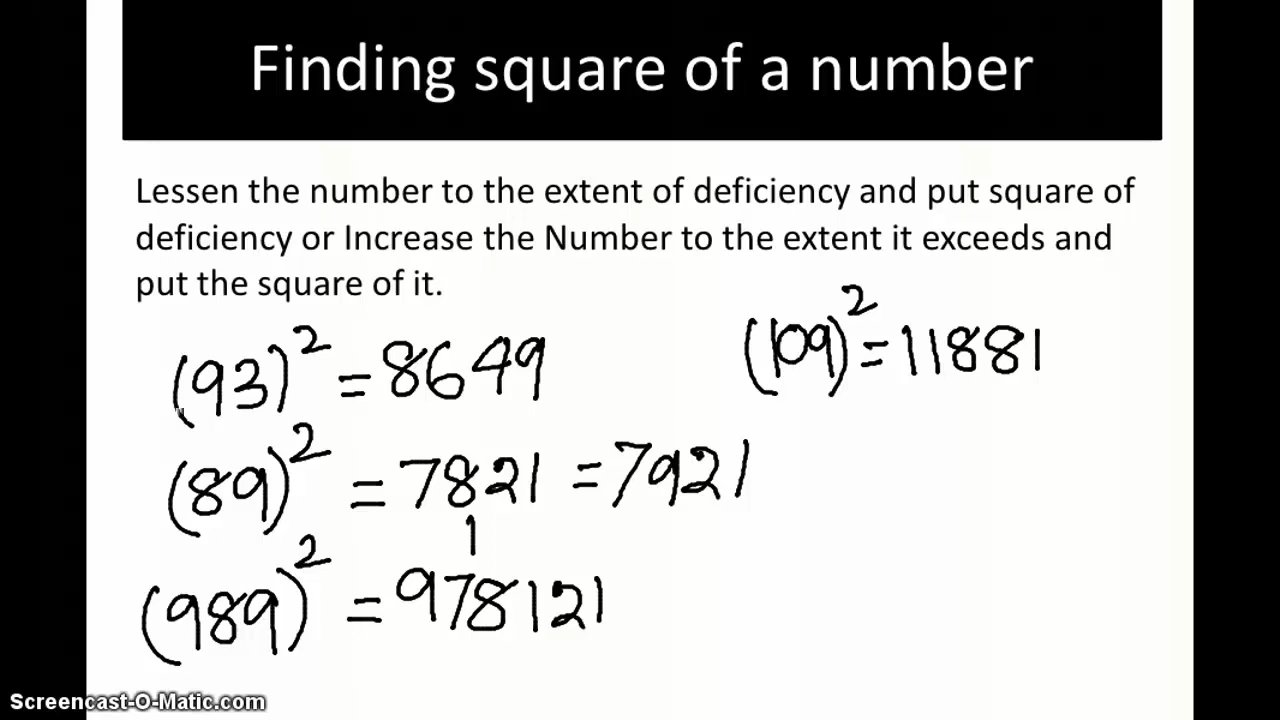 Finding square of a number
Lessen the number to the extent of deficiency and put square of
deficiency or Increase the Number to the extent it exceeds and
put the square of it.
(93)² = 8649
(109)² = 11881
(89)² = 7821 = 7921
1
(989)² = 978121
Screencast-O-Matic.com